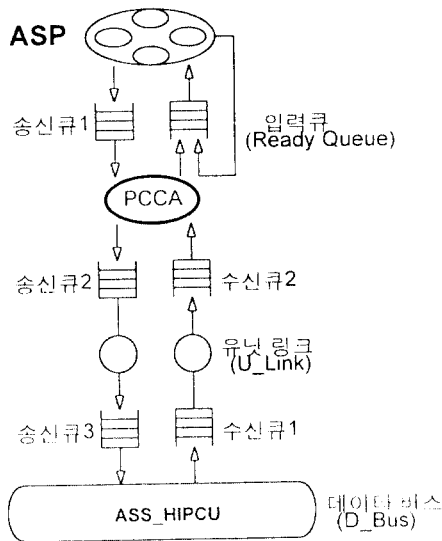 ASP
송신큐1
입력큐
(Ready Queue)
PCCA
송신큐2
수신큐2
유닛 링크
(U_Link)
송신큐3
수신큐1
ASS_HIPCU
데이타 버스
(D_Bus)